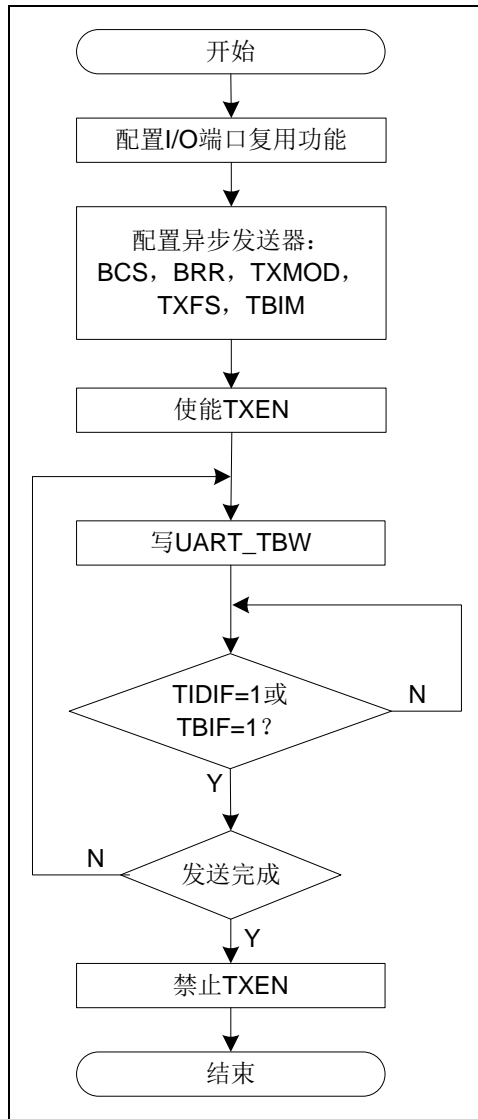 开始
配置I/O端口复用功能
配置异步发送器：
BCS，BRR，TXMOD，
TXFS，TBIM
使能TXEN
写UART_TBW
TIDIF=1或
TBIF=1？
N
Y
发送完成
N
Y
禁止TXEN
结束